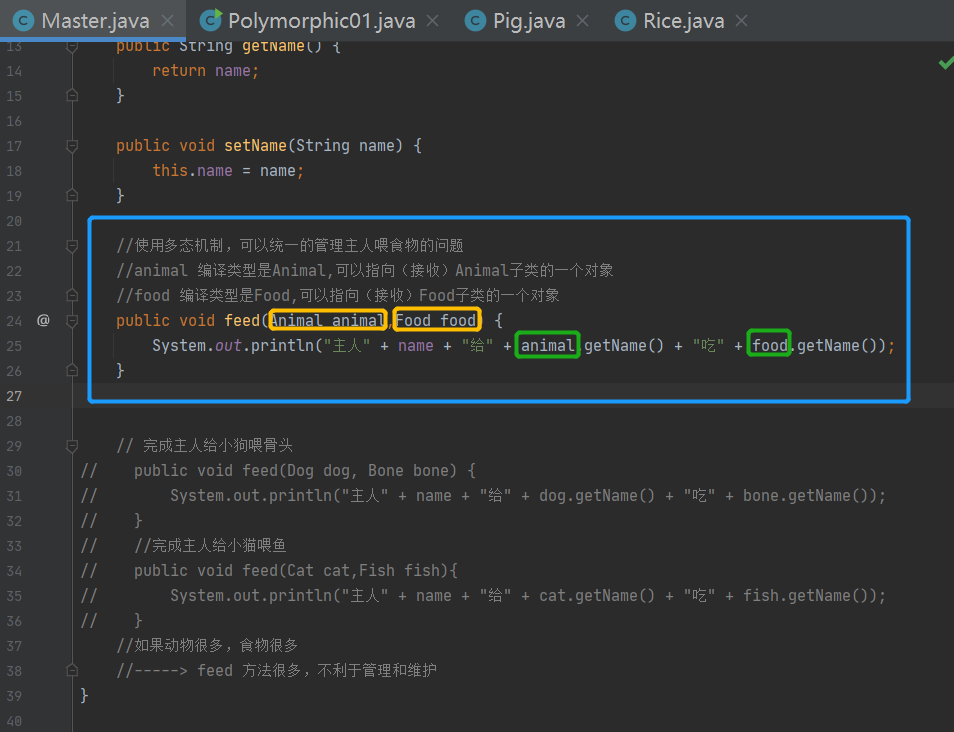 Master.java × Polymorphic01.java × Pig.java × Rice.java ×
13 public String getName() {
14 return name;
15 }
16
17 public void setName(String name) {
18 this.name = name;
19 }
20
21 //使用多态机制，可以统一的管理主人喂食物的问题
22 //animal 编译类型是Animal,可以指向（接收）Animal子类的一个对象
23 //food 编译类型是Food,可以指向（接收）Food子类的一个对象
24 @ public void feed(Animal animal,Food food) {
25 System.out.println("主人" + name + "给" + animal.getName() + "吃" + food.getName());
26 }
27
28
29 // 完成主人给小狗喂骨头
30 // public void feed(Dog dog, Bone bone) {
31 // System.out.println("主人" + name + "给" + dog.getName() + "吃" + bone.getName());
32 // }
33 // //完成主人给小猫喂鱼
34 // public void feed(Cat cat,Fish fish){
35 // System.out.println("主人" + name + "给" + cat.getName() + "吃" + fish.getName());
36 // }
37 //如果动物很多，食物很多
38 //-----> feed 方法很多，不利于管理和维护
39 }
40